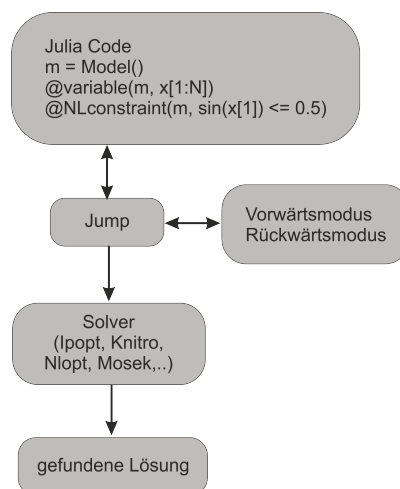 Julia Code
m = Model()
@variable(m, x[1:N])
@NLconstraint(m, sin(x[1]) <= 0.5)
Jump
Vorwärtsmodus
Rückwärtsmodus
Solver
(Ipopt, Knitro,
Nlopt, Mosek,..)
gefundene Lösung